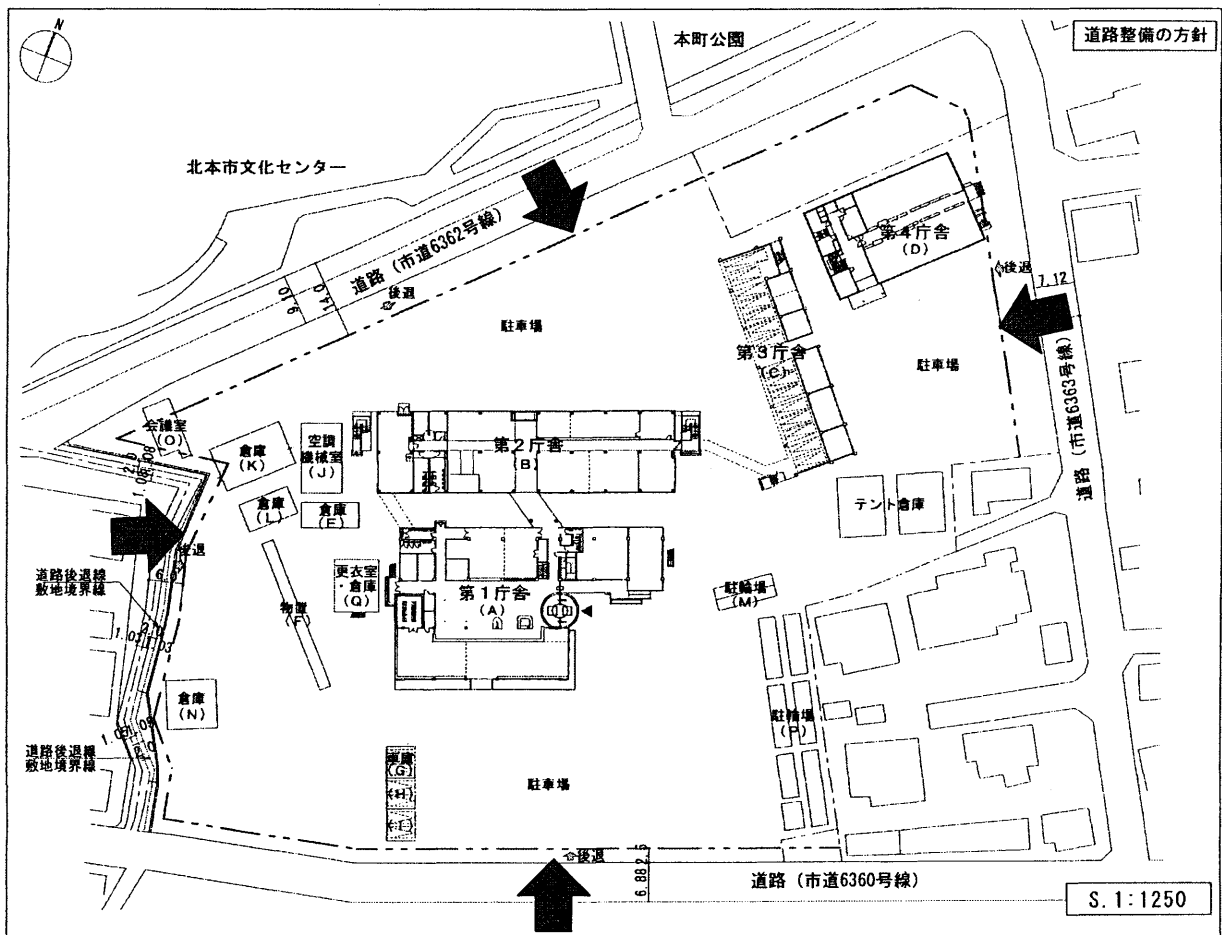 N
本町公園
道路整備の方針
北本市文化センター
道路（市道6362号線）
9.10
14.0
後退
第4庁舎
(D)
後退
7.12
駐車場
第3庁舎
(C)
駐車場
道路（市道6363号線）
会議室
(O)
倉庫
(K)
空調
機械室
(J)
第2庁舎
(B)
倉庫
(L)
倉庫
(E)
テント倉庫
後退
6.0
道路後退線
敷地境界線
更衣室
・倉庫
(Q)
第1庁舎
(A)
駐輪場
(M)
物置
(F)
倉庫
(N)
駐輪場
(P)
道路後退線
敷地境界線
車庫
(G)
(H)
(I)
駐車場
後退
6.88
2.5
道路（市道6360号線）
S.1:1250